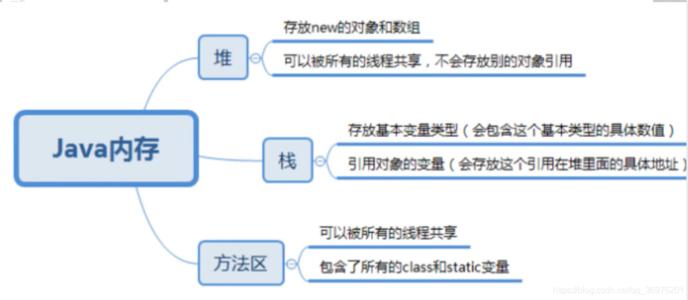 Java内存
堆
存放new的对象和数组
可以被所有的线程共享，不会存放别的对象引用
栈
存放基本变量类型（会包含这个基本类型的具体数值）
引用对象的变量（会存放这个引用在堆里面的具体地址）
方法区
可以被所有的线程共享
包含了所有的class和static变量